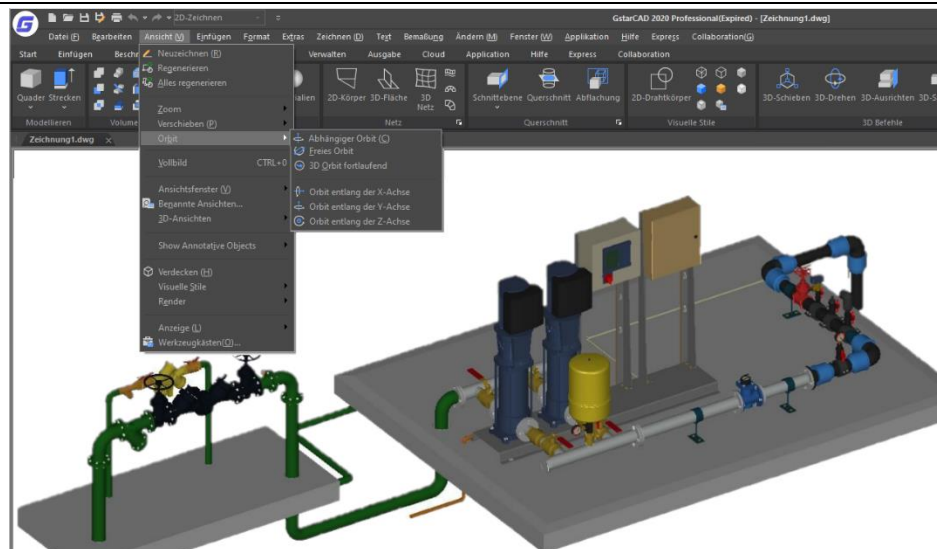 2D-Zeichnen
GstarCAD 2020 Professional(Expired) - [Zeichnung1.dwg]
Datei (F) Bearbeiten Ansicht (V) Einfügen Format Extras Zeichnen (D) Text Bemaßung Ändern (M) Fenster (W) Applikation Hilfe Express Collaboration(G)
Start Einfügen Beschr Verwalten Ausgabe Cloud Application Hilfe Express Collaboration
Quader Strecken 2D-Körper 3D-Fläche 3D Netz Schnittebene Querschnitt Abflachung 2D-Drahtkörper 3D-Schieben 3D-Drehen 3D-Ausrichten
Modellieren Volume Netz Querschnitt Visuelle Stile 3D Befehle
Zeichnung1.dwg
Neuzeichnen (R)
Regenerieren
Alles regenerieren
Zoom
Verschieben (P)
Orbit
Vollbild CTRL+0
Ansichtsfenster (V)
Benannte Ansichten...
3D-Ansichten
Show Annotative Objects
Verdecken (H)
Visuelle Stile
Render
Anzeige (L)
Werkzeugkästen(O)...
Abhängiger Orbit (C)
Freies Orbit
3D Orbit fortlaufend
Orbit entlang der X-Achse
Orbit entlang der Y-Achse
Orbit entlang der Z-Achse